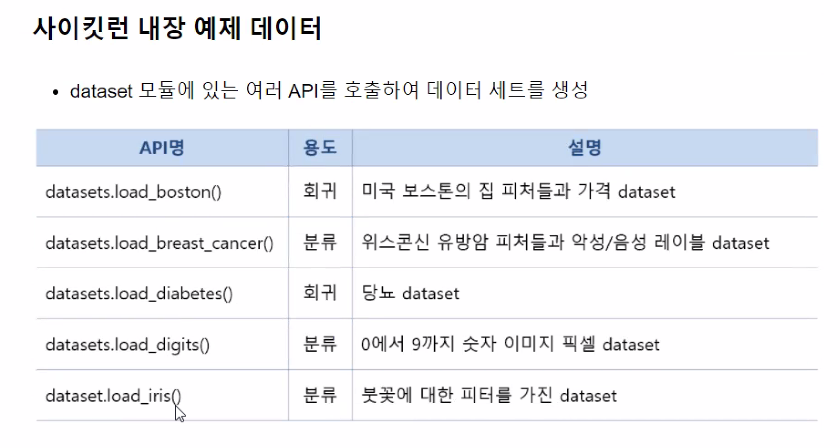 사이킷런 내장 예제 데이터
• dataset 모듈에 있는 여러 API를 호출하여 데이터 세트를 생성
API명 용도 설명
datasets.load_boston() 회귀 미국 보스톤의 집 피처들과 가격 dataset
datasets.load_breast_cancer() 분류 위스콘신 유방암 피처들과 악성/음성 레이블 dataset
datasets.load_diabetes() 회귀 당뇨 dataset
datasets.load_digits() 분류 0에서 9까지 숫자 이미지 픽셀 dataset
dataset.load_iris() 분류 붓꽃에 대한 피터를 가진 dataset